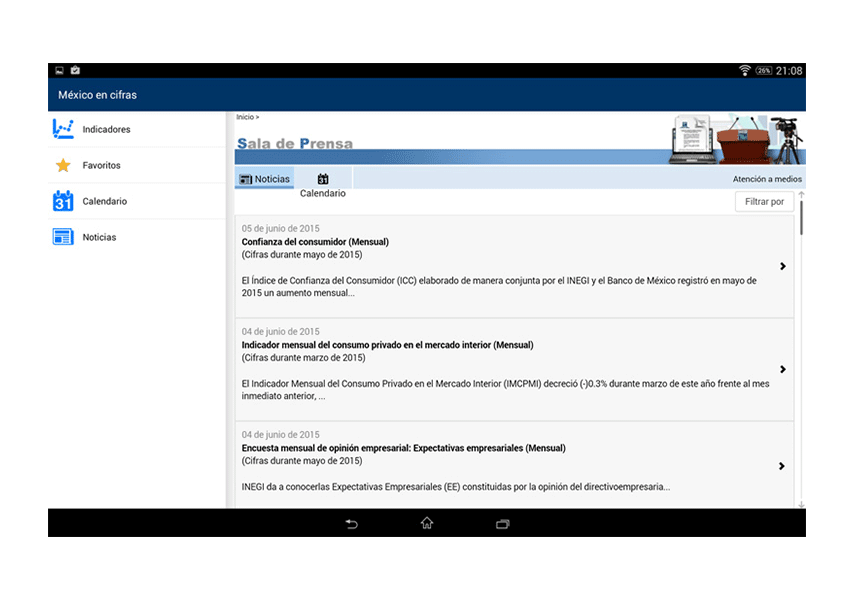 26% 21:08
México en cifras
Indicadores
Favoritos
31 Calendario
Noticias
Inicio >
Sala de Prensa
Noticias
31
Calendario
Atención a medios
Filtrar por
05 de junio de 2015
Confianza del consumidor (Mensual)
(Cifras durante mayo de 2015)
El Índice de Confianza del Consumidor (ICC) elaborado de manera conjunta por el INEGI y el Banco de México registró en mayo de
2015 un aumento mensual...
04 de junio de 2015
Indicador mensual del consumo privado en el mercado interior (Mensual)
(Cifras durante marzo de 2015)
El Indicador Mensual del Consumo Privado en el Mercado Interior (IMCPMI) decreció (-)0.3% durante marzo de este año frente al mes
inmediato anterior, ...
04 de junio de 2015
Encuesta mensual de opinión empresarial: Expectativas empresariales (Mensual)
(Cifras durante mayo de 2015)
INEGI da a conocerlas Expectativas Empresariales (EE) constituidas por la opinión del directivoempresaria...